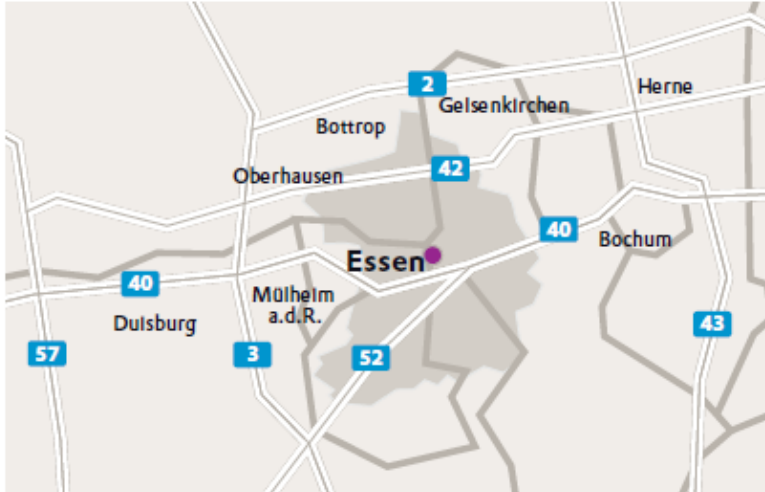 2
Gelsenkirchen
Herne
Bottrop
42
Oberhausen
40
Bochum
Essen
40
Mülheim
a.d.R.
Duisburg
43
57
3
52